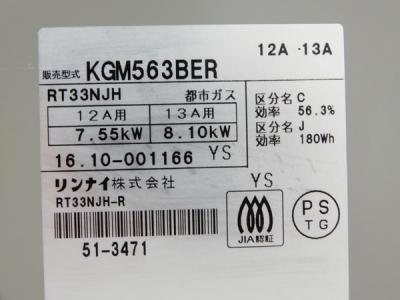 12A・13A
販売型式 KGM563BER
RT33NJH 都市ガス
12A用 13A用
7.55kW 8.10kW
区分名 C
効率 56.3%
区分名 J
効率 180Wh
16.10-001166 YS
リンナイ株式会社
RT33NJH-R
YS
51-3471
JIA認証
PS
TG